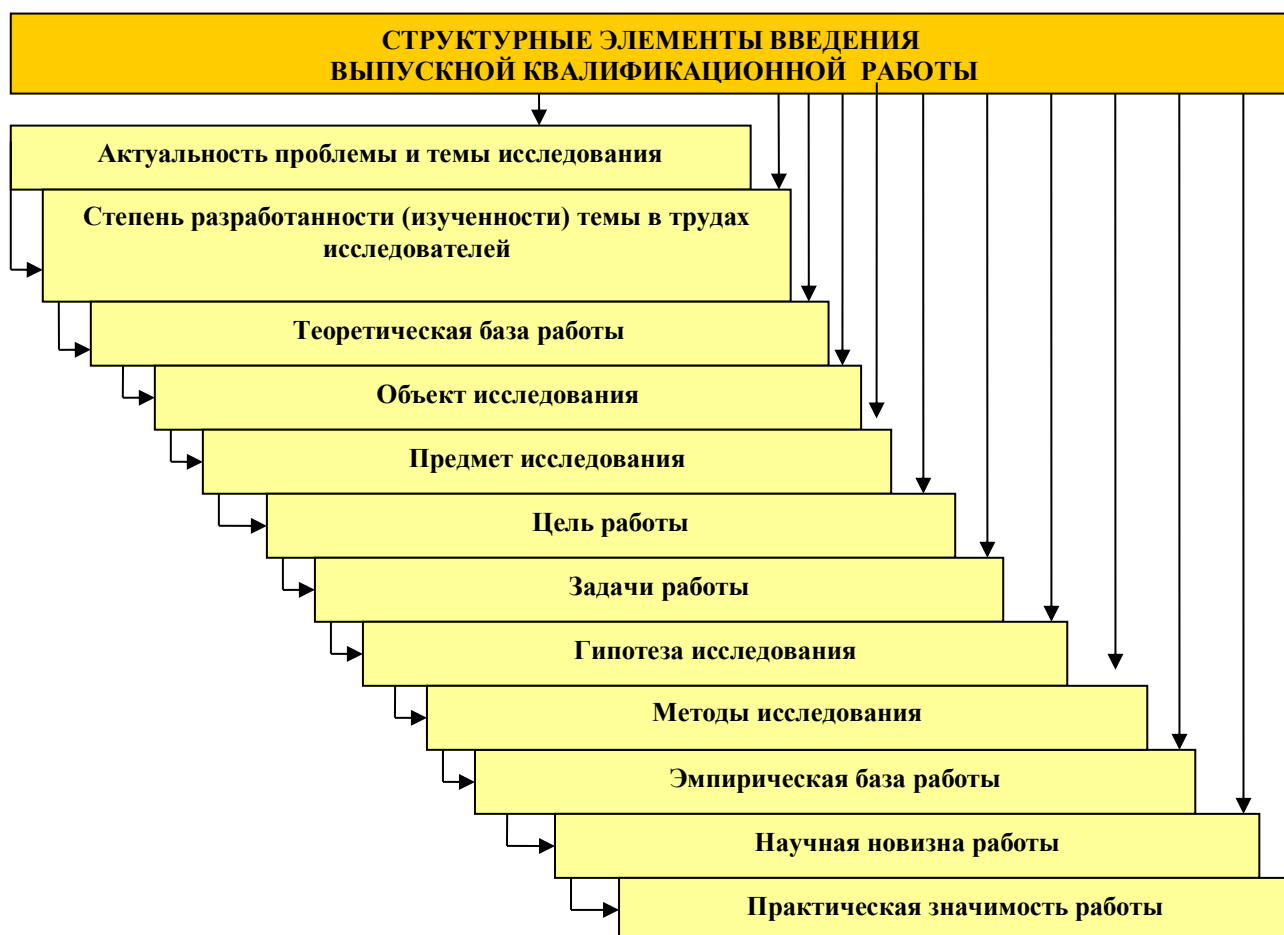 СТРУКТУРНЫЕ ЭЛЕМЕНТЫ ВВЕДЕНИЯ
ВЫПУСКНОЙ КВАЛИФИКАЦИОННОЙ РАБОТЫ
Актуальность проблемы и темы исследования
Степень разработанности (изученности) темы в трудах
исследователей
Теоретическая база работы
Объект исследования
Предмет исследования
Цель работы
Задачи работы
Гипотеза исследования
Методы исследования
Эмпирическая база работы
Научная новизна работы
Практическая значимость работы